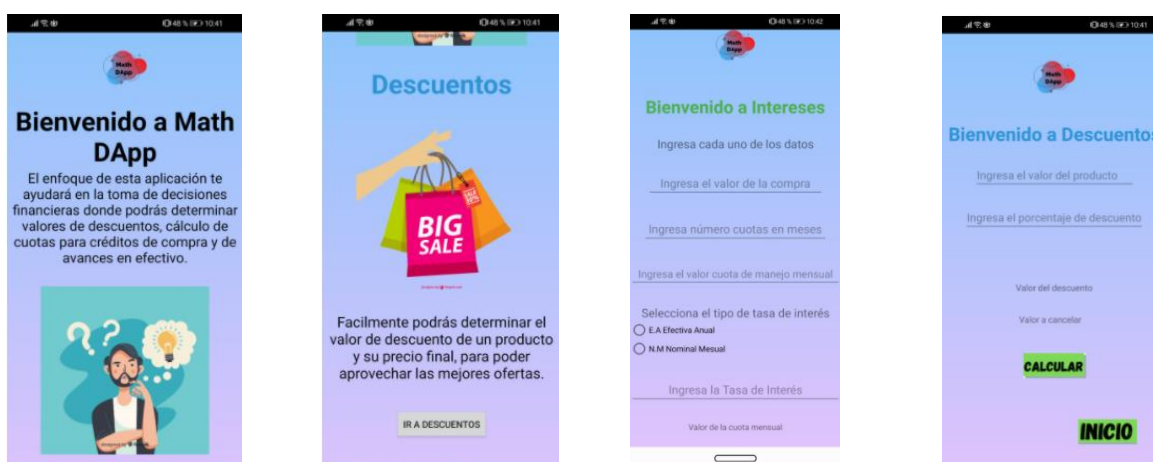 48 % 10:41
Math
DApp
Bienvenido a Math
DApp
El enfoque de esta aplicación te
ayudará en la toma de decisiones
financieras donde podrás determinar
valores de descuentos, cálculo de
cuotas para créditos de compra y de
avances en efectivo.
48 % 10:41
Descuentos
BIG
SALE
Facilmente podrás determinar el
valor de descuento de un producto
y su precio final, para poder
aprovechar las mejores ofertas.
IR A DESCUENTOS
48 % 10:42
Math
DApp
Bienvenido a Intereses
Ingresa cada uno de los datos
Ingresa el valor de la compra
Ingresa número cuotas en meses
Ingresa el valor cuota de manejo mensual
Selecciona el tipo de tasa de interés
E.A Efectiva Anual
N.M Nominal Mesual
Ingresa la Tasa de Interés
Valor de la cuota mensual
48 % 10:41
Math
DApp
Bienvenido a Descuentos
Ingresa el valor del producto
Ingresa el porcentaje de descuento
Valor del descuento
Valor a cancelar
CALCULAR
INICIO